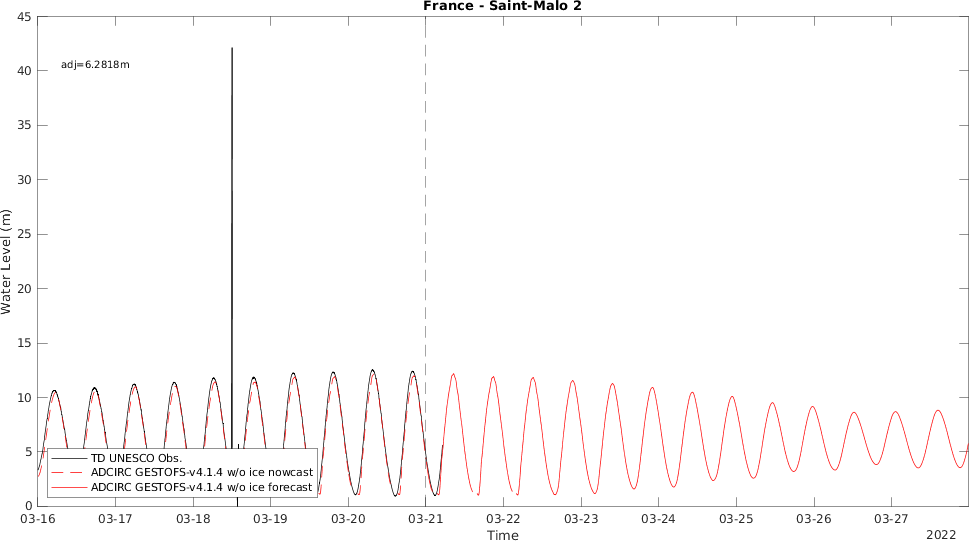 France - Saint-Malo 2
45
40
35
30
25
20
15
10
5
0
adj=6.2818m
Water Level (m)
TD UNESCO Obs.
ADCIRC GESTOFS-v4.1.4 w/o ice nowcast
ADCIRC GESTOFS-v4.1.4 w/o ice forecast
03-16 03-17 03-18 03-19 03-20 03-21 03-22 03-23 03-24 03-25 03-26 03-27
Time
2022